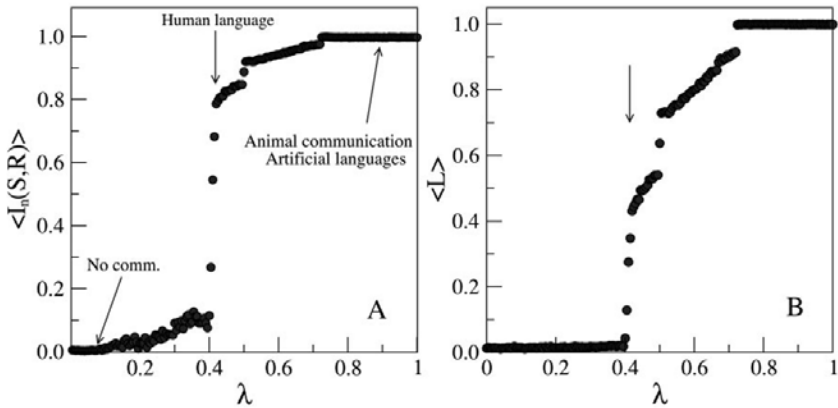 Human language
1.0
0.8
0.6
0.4
0.2
0.0
<Iₙ(S,R)>
Animal communication
Artificial languages
No comm.
A
0.2
0.4
0.6
0.8
1
λ
1.0
0.8
0.6
0.4
0.2
0.0
<L>
B
0
0.2
0.4
0.6
0.8
1
λ